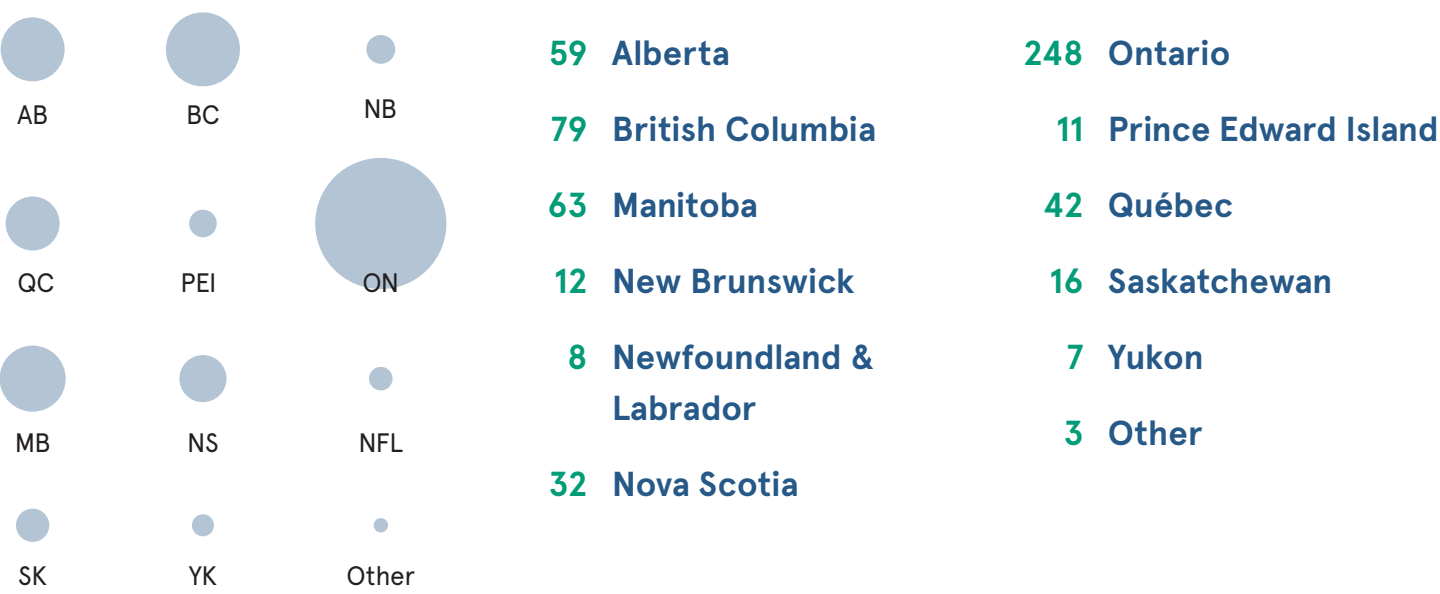 AB
BC
NB
QC
PEI
ON
MB
NS
NFL
SK
YK
Other
59 Alberta
79 British Columbia
63 Manitoba
12 New Brunswick
8 Newfoundland &
Labrador
32 Nova Scotia
248 Ontario
11 Prince Edward Island
42 Québec
16 Saskatchewan
7 Yukon
3 Other